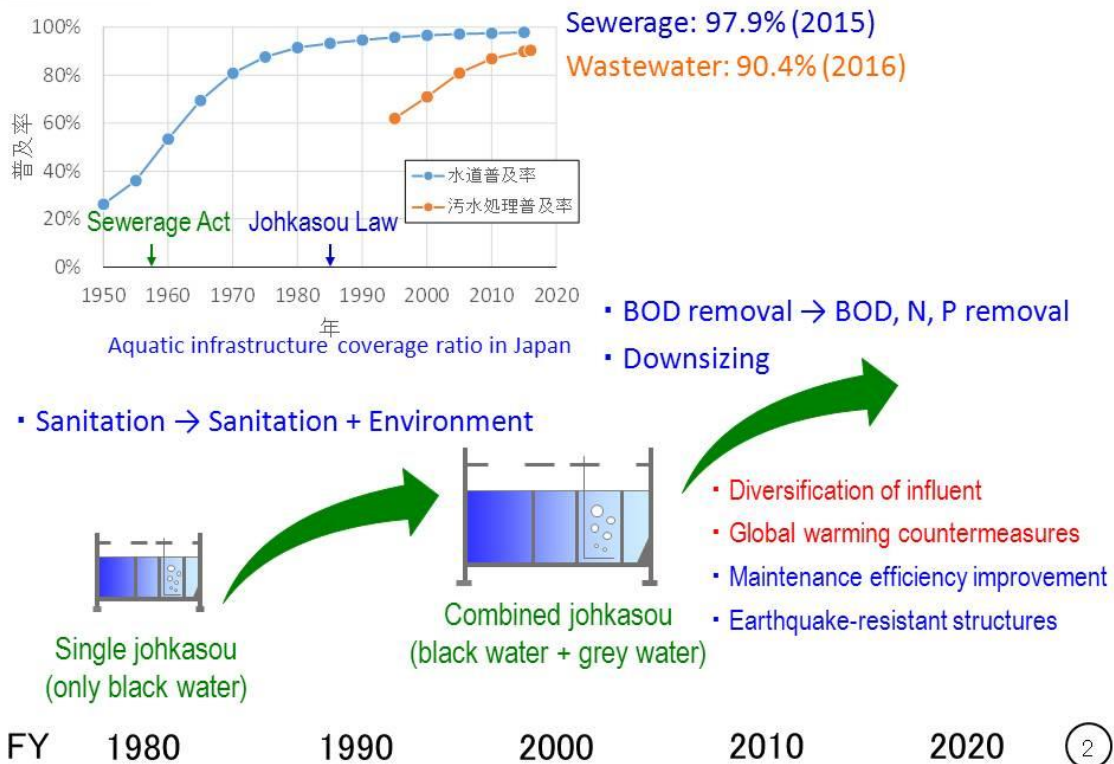 100%
80%
60%
40%
20%
0%
普及率
水道普及率
汚水処理普及率
Sewerage Act
Johkasou Law
1950 1960 1970 1980 1990 2000 2010 2020
年
Aquatic infrastructure coverage ratio in Japan
Sewerage: 97.9% (2015)
Wastewater: 90.4% (2016)
・BOD removal → BOD, N, P removal
・Downsizing
・Sanitation → Sanitation + Environment
・Diversification of influent
・Global warming countermeasures
・Maintenance efficiency improvement
・Earthquake-resistant structures
Single johkasou
(only black water)
Combined johkasou
(black water + grey water)
FY 1980 1990 2000 2010 2020
2